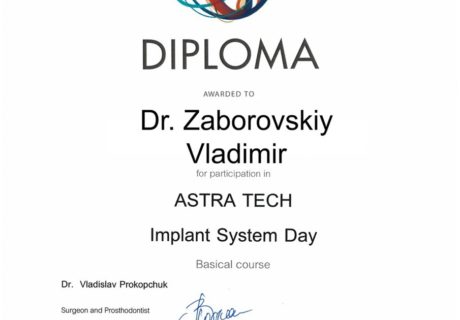 DIPLOMA
AWARDED TO
Dr. Zaborovskiy
Vladimir
for participation in
ASTRA TECH
Implant System Day
Basical course
Dr. Vladislav Prokopchuk
Surgeon and Prosthodontist